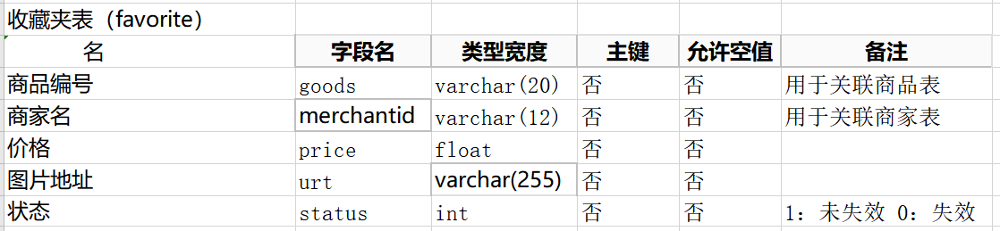 收藏夹表（favorite）
名 字段名 类型宽度 主键 允许空值 备注
商品编号 goods varchar(20) 否 否 用于关联商品表
商家名 merchantid varchar(12) 否 否 用于关联商家表
价格 price float 否 否
图片地址 urt varchar(255) 否 否
状态 status int 否 否 1：未失效 0：失效